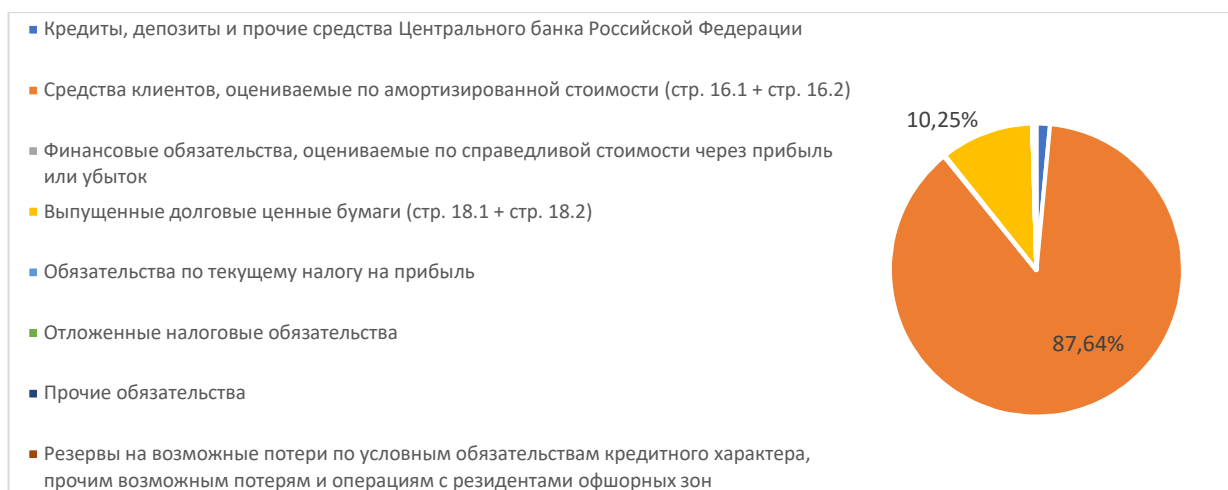 Кредиты, депозиты и прочие средства Центрального банка Российской Федерации
Средства клиентов, оцениваемые по амортизированной стоимости (стр. 16.1 + стр. 16.2)
Финансовые обязательства, оцениваемые по справедливой стоимости через прибыль
или убыток
Выпущенные долговые ценные бумаги (стр. 18.1 + стр. 18.2)
Обязательства по текущему налогу на прибыль
Отложенные налоговые обязательства
Прочие обязательства
Резервы на возможные потери по условным обязательствам кредитного характера,
прочим возможным потерям и операциям с резидентами офшорных зон
10,25%
87,64%